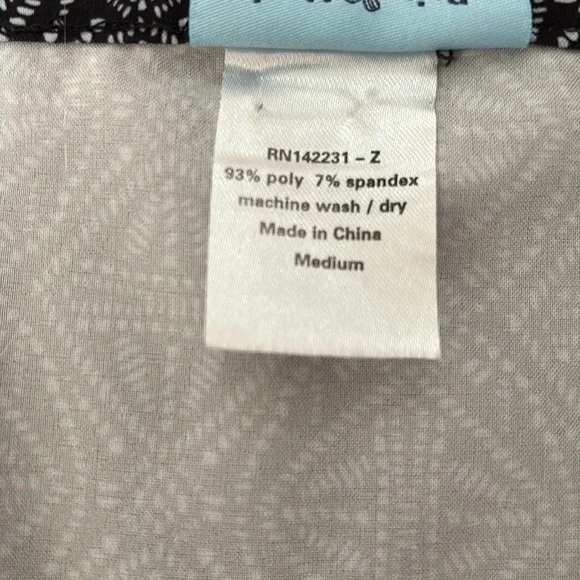 RN142231 – Z
93% poly 7% spandex
machine wash / dry
Made in China
Medium